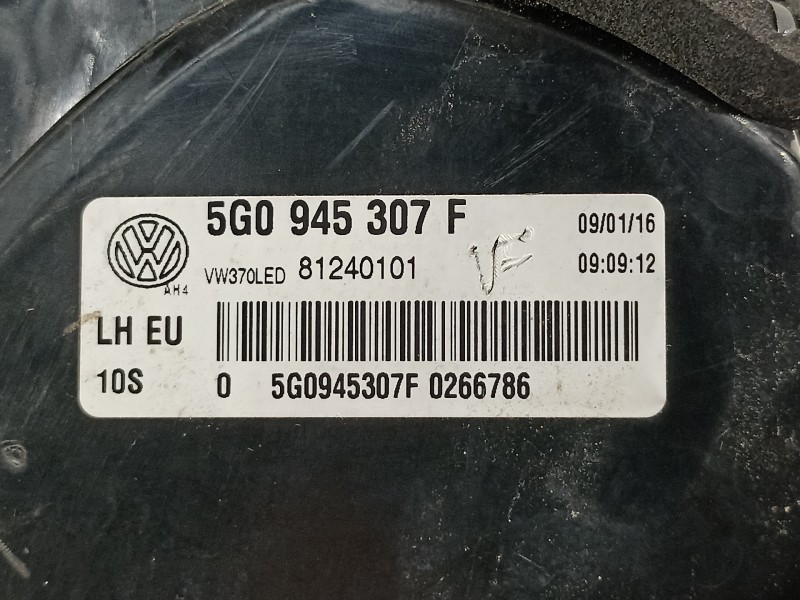 5G0 945 307 F
09/01/16
VW370LED 81240101
09:09:12
AH4
LH EU
10S
0 5G0945307F 0266786